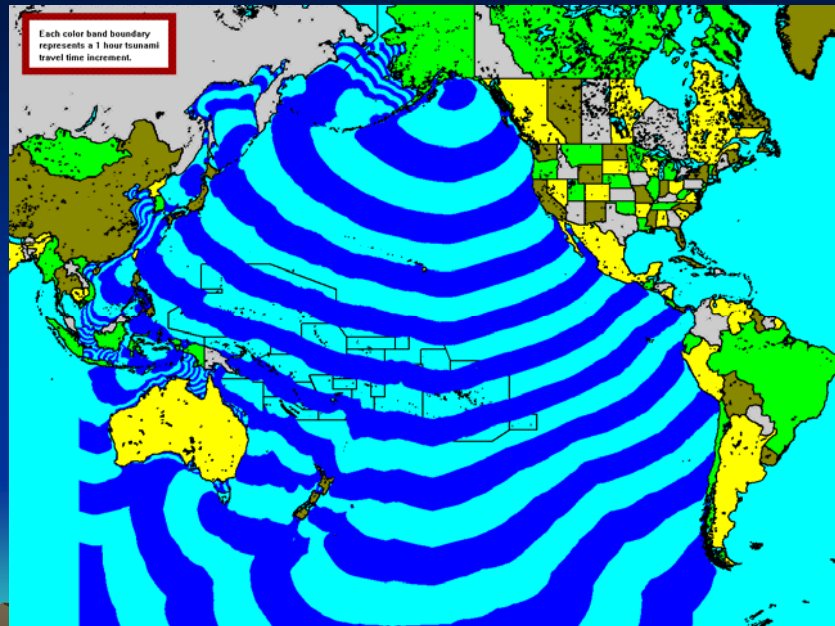 Each color band boundary
represents a 1 hour tsunami
travel time increment.